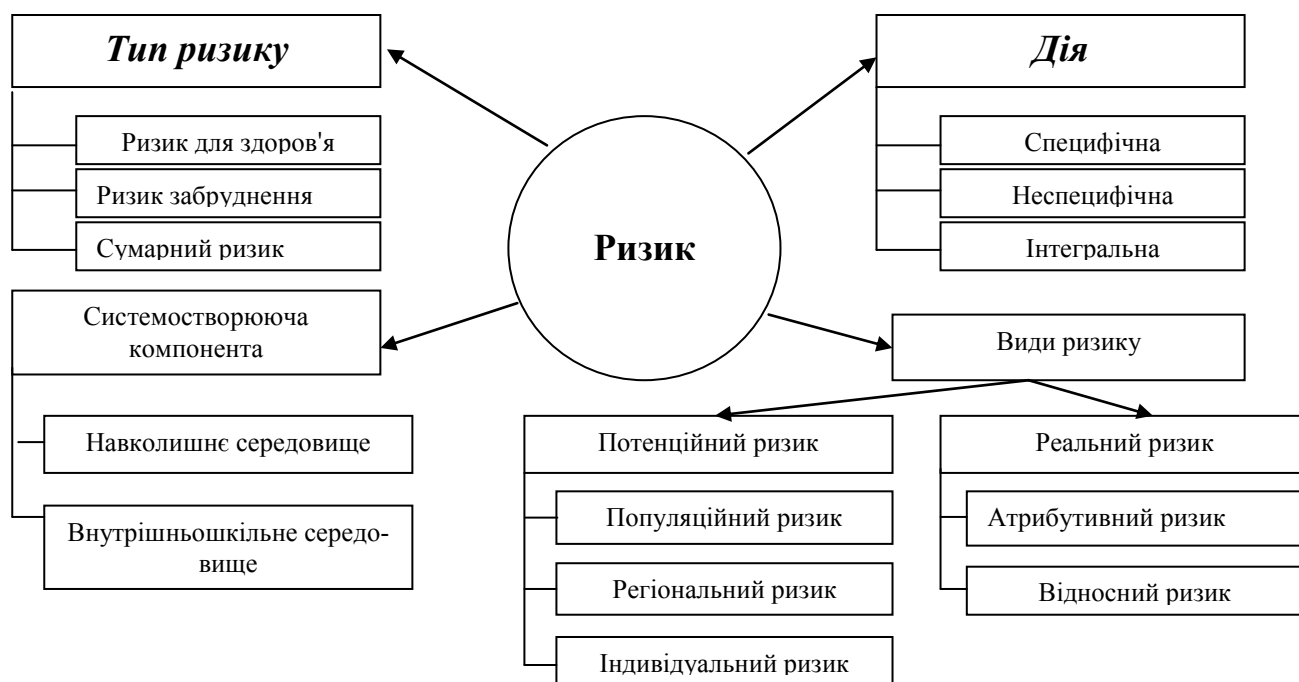 Тип ризику
Дія
Ризик для здоров'я
Ризик забруднення
Сумарний ризик
Специфічна
Неспецифічна
Інтегральна
Ризик
Системостворююча
компонента
Види ризику
Навколишнє середовище
Внутрішньошкільне середо-
вище
Потенційний ризик
Реальний ризик
Популяційний ризик
Регіональний ризик
Індивідуальний ризик
Атрибутивний ризик
Відносний ризик